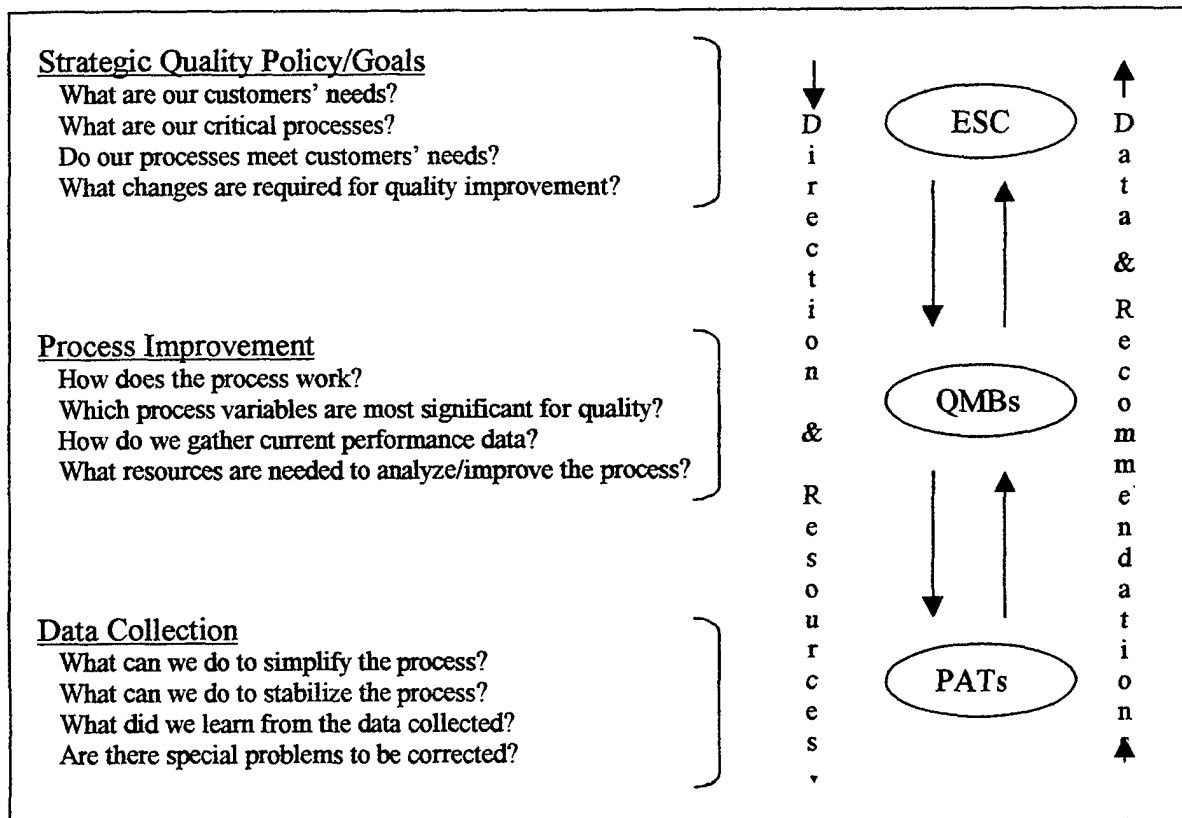 Strategic Quality Policy/Goals
What are our customers' needs?
What are our critical processes?
Do our processes meet customers' needs?
What changes are required for quality improvement?
Process Improvement
How does the process work?
Which process variables are most significant for quality?
How do we gather current performance data?
What resources are needed to analyze/improve the process?
Data Collection
What can we do to simplify the process?
What can we do to stabilize the process?
What did we learn from the data collected?
Are there special problems to be corrected?
Direction & Resources
ESC
QMBs
PATs
Data & Recommendations